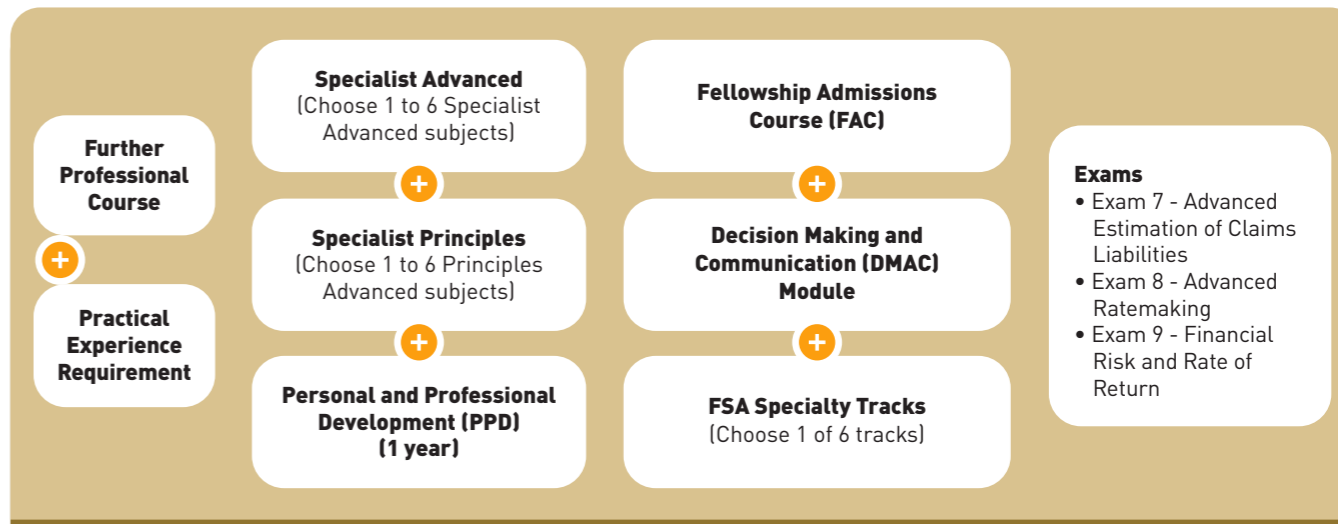 Further
Professional
Course
+
Practical
Experience
Requirement
Specialist Advanced
(Choose 1 to 6 Specialist
Advanced subjects)
+
Specialist Principles
(Choose 1 to 6 Principles
Advanced subjects)
+
Personal and Professional
Development (PPD)
(1 year)
Fellowship Admissions
Course (FAC)
+
Decision Making and
Communication (DMAC)
Module
+
FSA Specialty Tracks
(Choose 1 of 6 tracks)
Exams
• Exam 7 - Advanced
Estimation of Claims
Liabilities
• Exam 8 - Advanced
Ratemaking
• Exam 9 - Financial
Risk and Rate of
Return